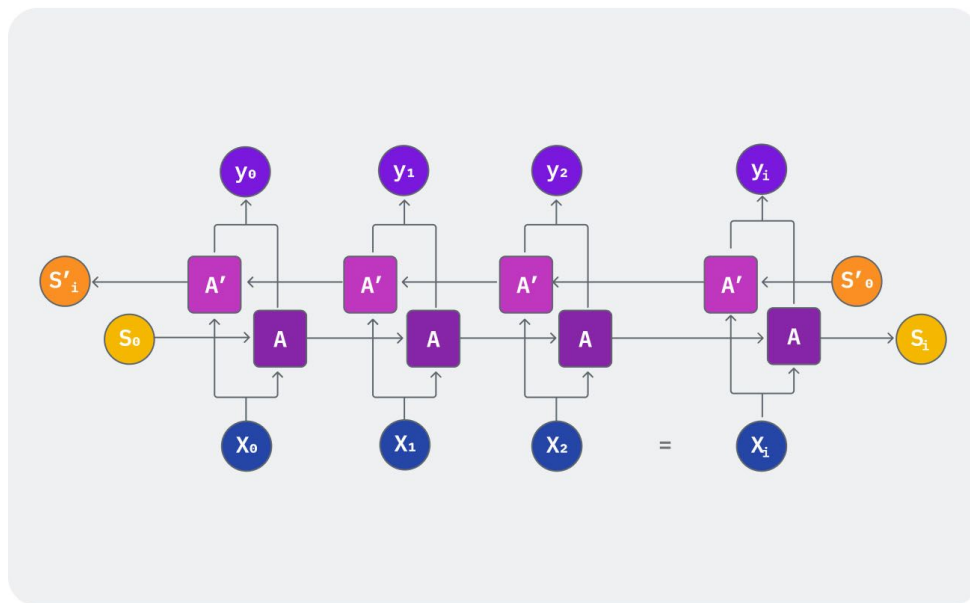 y₀ y₁ y₂ yᵢ
S’ᵢ A’ A’ A’ A’ S’₀
S₀ A A A A Sᵢ
X₀ X₁ X₂ = Xᵢ